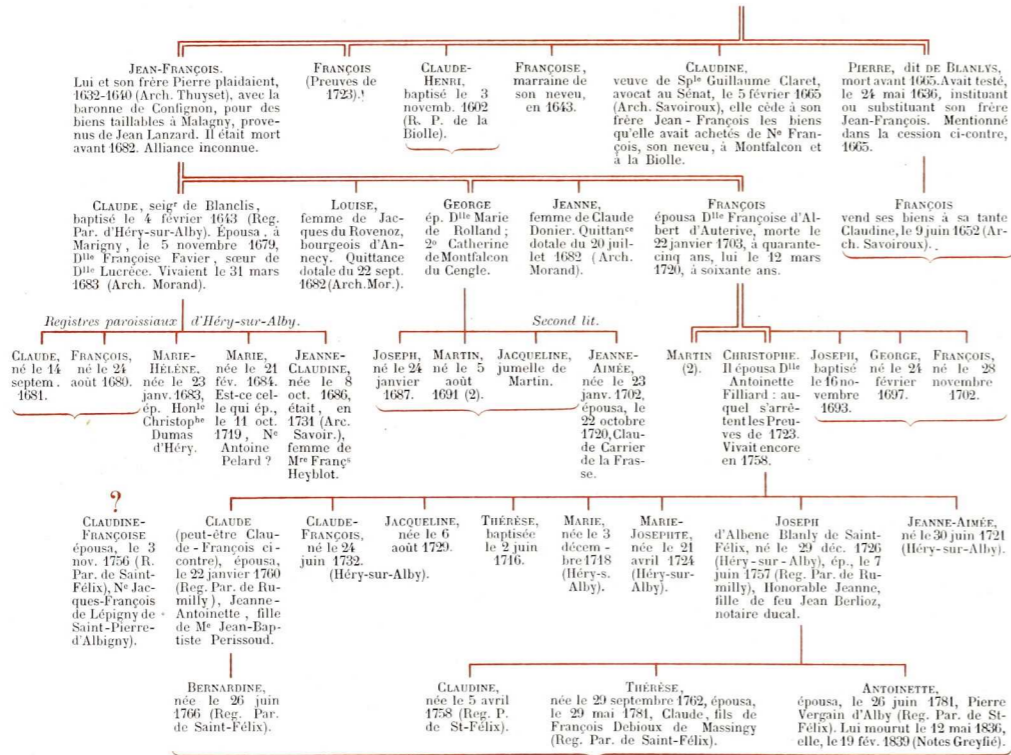 JEAN-FRANÇOIS.
Lui et son frère Pierre plaidaient,
1632-1640 (Arch. Thuyset), avec la
baronne de Confignon, pour des
biens taillables à Malagny, prove-
nus de Jean Lanzard. Il était mort
avant 1682. Alliance inconnue.
FRANÇOIS
(Preuves de
1723).
CLAUDE-
HENRI,
baptisé le 3
novemb. 1602
(R. P. de la
Biolle).
FRANÇOISE,
marraine de
son neveu,
en 1643.
CLAUDINE,
veuve de Sple Guillaume Claret,
avocat au Sénat, le 5 février 1665
(Arch. Savoiroux), elle cède à son
frère Jean-François les biens
qu'elle avait achetés de Ne Fran-
çois, son neveu, à Montfalcon et
à la Biolle.
PIERRE, dit DE BLANLYS,
mort avant 1665. Avait testé,
le 24 mai 1636, instituant
ou substituant son frère
Jean-François. Mentionné
dans la cession ci-contre,
1665.
CLAUDE, seigr de Blanclis,
baptisé le 4 février 1643 (Reg.
Par. d'Héry-sur-Alby). Épousa, à
Marigny, le 5 novembre 1679,
Dlle Françoise Favier, sœur de
Dlle Lucrèce. Vivaient le 31 mars
1683 (Arch. Morand).
LOUISE,
femme de Jac-
ques du Rovenoz,
bourgeois d'An-
necy. Quittance
dotale du 22 sept.
1682 (Arch. Mor.).
GEORGE
ép. Dlle Marie
de Rolland ;
2o Catherine
de Montfalcon
du Cengle.
JEANNE,
femme de Claude
Donier. Quittance
dotale du 20 juil-
let 1682 (Arch.
Morand).
FRANÇOIS
épousa Dlle Françoise d'Al-
bert d'Auterive, morte le
22 janvier 1703, à quarante-
cinq ans, lui le 12 mars
1720, à soixante ans.
FRANÇOIS
vend ses biens à sa tante
Claudine, le 9 juin 1652 (Ar-
ch. Savoiroux).
Registres paroissiaux d'Héry-sur-Alby.
Second lit.
CLAUDE,
né le 14
septem.
1681.
FRANÇOIS,
né le 24
août 1680.
MARIE-
HÉLÈNE.
née le 23
janv. 1683,
ép. Honle
Christophe
Dumas
d'Héry.
MARIE,
née le 21
fév. 1684.
Est-ce cel-
le qui ép.,
le 11 oct.
1719, Ne
Antoine
Pelard ?
JEANNE-
CLAUDINE,
née le 8
oct. 1686,
était, en
1731 (Arc.
Savoir.),
femme de
Mre Françs
Heyblot.
JOSEPH,
né le 24
janvier
1687.
MARTIN,
né le 5
août
1691 (2).
JACQUELINE,
jumelle de
Martin.
JEANNE-
AIMÉE,
née le 23
janv. 1702,
épousa, le
22 octobre
1720, Clau-
de Carrier
de la Fras-
se.
MARTIN
(2).
CHRISTOPHE.
Il épousa Dlle
Antoinette
Filliard : au-
quel s'arrê-
tent les Preu-
ves de 1723.
Vivait encore
en 1758.
JOSEPH,
baptisé
le 16 no-
vembre
1693.
GEORGE,
né le 24
février
1697.
FRANÇOIS,
né le 28
novembre
1702.
?
CLAUDINE-
FRANÇOISE
épousa, le 3
nov. 1756 (R.
Par. de Saint-
Félix), Ne Jac-
ques-François
de Lépigny de
Saint-Pierre-
d'Albigny).
CLAUDE
(peut-être Clau-
de-François ci-
contre), épousa,
le 22 janvier 1760
(Reg. Par. de Ru-
milly), Jeanne-
Antoinette, fille
de Me Jean-Bap-
tiste Perissoud.
CLAUDE-
FRANÇOIS,
né le 24
juin 1732.
(Héry-sur-Alby).
JACQUELINE,
née le 6
août 1729.
THÉRÈSE,
baptisée
le 2 juin
1716.
MARIE,
née le 3
décem-
bre 1718
(Héry-s.
Alby).
MARIE-
JOSEPHTE,
née le 21
avril 1724
(Héry-sur-
Alby).
JOSEPH
d'Albene Blanly de Saint-
Félix, né le 29 déc. 1726
(Héry-sur-Alby), ép., le 7
juin 1757 (Reg. Par. de Ru-
milly), Honorable Jeanne,
fille de feu Jean Berlioz,
notaire ducal.
JEANNE-AIMÉE,
née le 30 juin 1721
(Héry-sur-Alby).
BERNARDINE,
née le 26 juin
1766 (Reg. Par.
de Saint-Félix).
CLAUDINE,
née le 5 avril
1758 (Reg. P.
de St-Félix).
THÉRÈSE,
née le 29 septembre 1762, épousa,
le 29 mai 1781, Claude, fils de
François Debioux de Massingy
(Reg. Par. de Saint-Félix).
ANTOINETTE,
épousa, le 26 juin 1781, Pierre
Vergain d'Alby (Reg. Par. de St-
Félix). Lui mourut le 12 mai 1836,
elle, le 19 fév. 1839 (Notes Greyfié).